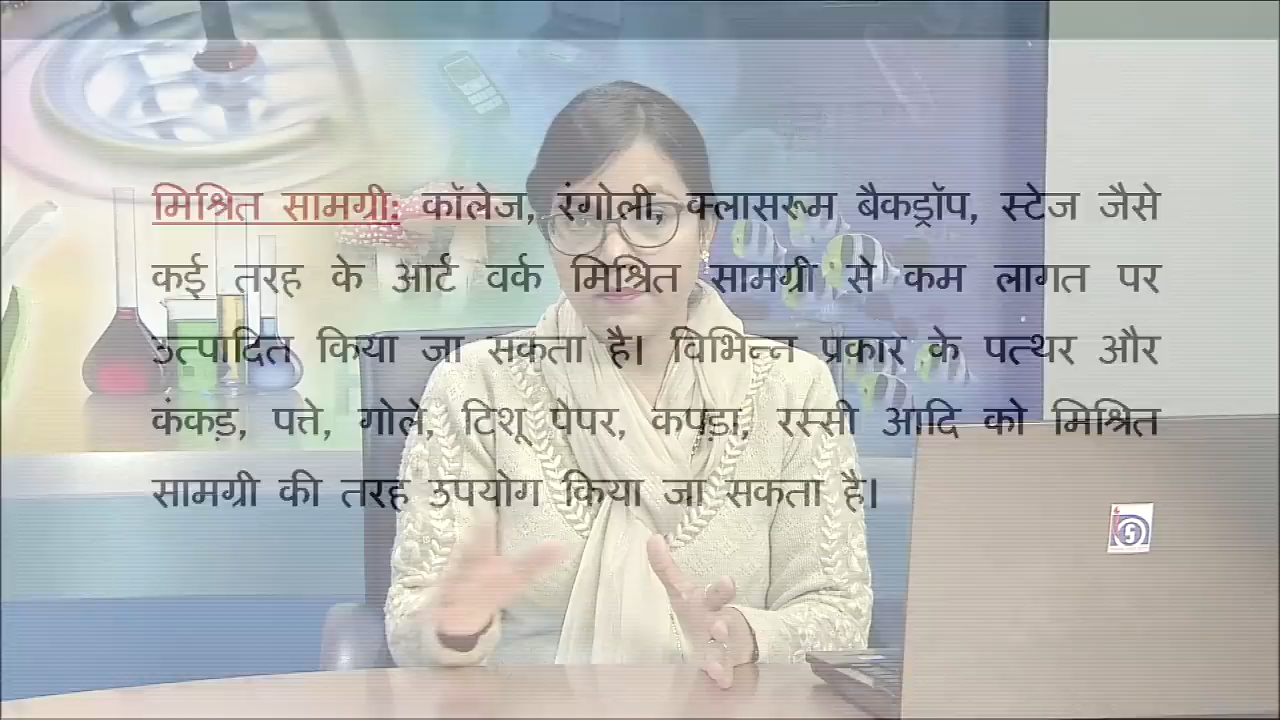 मिश्रित सामग्री: कॉलेज, रंगोली, क्लासरूम बैकड्रॉप, स्टेज जैसे
कई तरह के आर्ट वर्क मिश्रित सामग्री से कम लागत पर
उत्पादित किया जा सकता है। विभिन्न प्रकार के पत्थर और
कंकड़, पत्ते, गोले, टिशू पेपर, कपड़ा, रस्सी आदि को मिश्रित
सामग्री की तरह उपयोग किया जा सकता है।